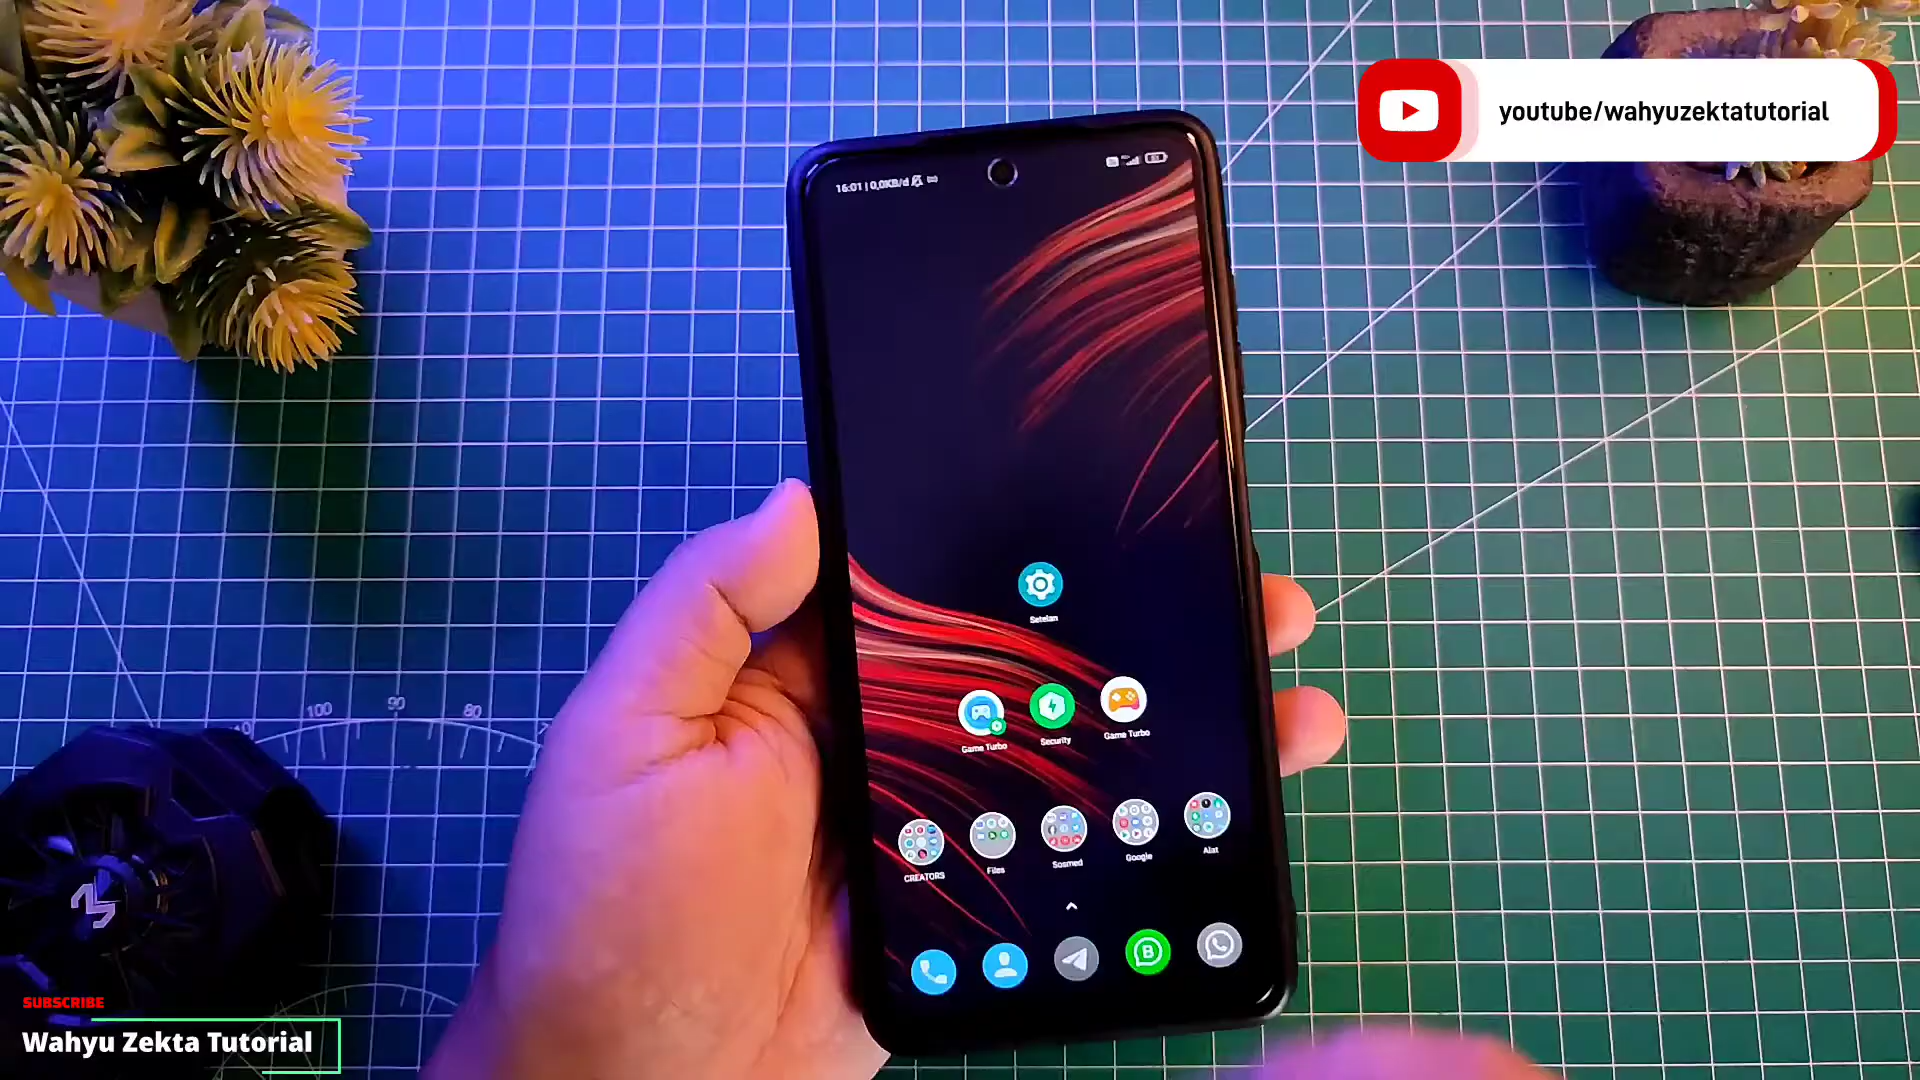 youtube/wahyuzektatutorial
16:01 | 0,0KB/d
Setelan
Game Turbo
Security
Game Turbo
CREATORS
Files
Sosmed
Google
Alat
100
90
80
SUBSCRIBE
Wahyu Zekta Tutorial